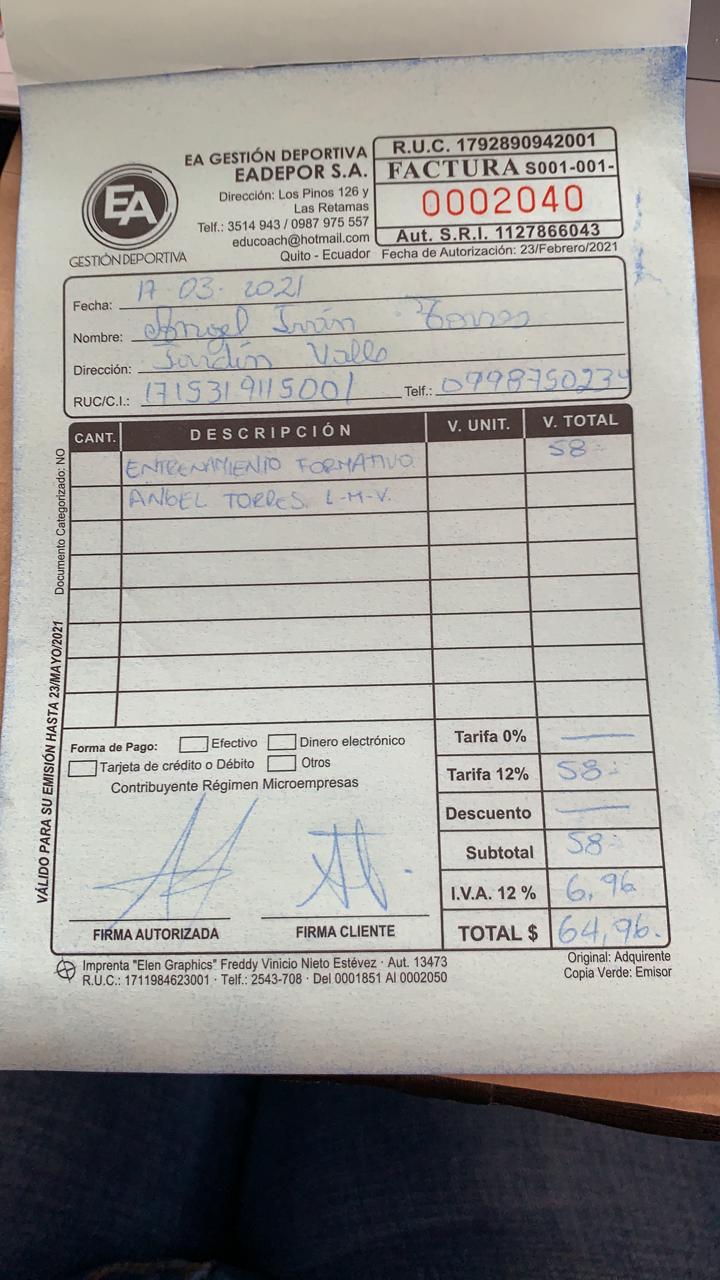 EA GESTIÓN DEPORTIVA
EADEPOR S.A.
Dirección: Los Pinos 126 y
Las Retamas
Telf.: 3514 943 / 0987 975 557
educoach@hotmail.com
Quito - Ecuador
EA
GESTIÓN DEPORTIVA
R.U.C. 1792890942001
FACTURA S001-001-
0002040
Aut. S.R.I. 1127866043
Fecha de Autorización: 23/Febrero/2021
Fecha: 17-03-2021
Nombre: Angel Iván Torres
Dirección: Jardín Valle
RUC/C.I.: 1715319115001 Telf.: 0998750234
CANT. DESCRIPCIÓN V. UNIT. V. TOTAL
ENTRENAMIENTO FORMATIVO 58-
ANGEL TORRES L-M-V.
Documento Categorizado: NO
VÁLIDO PARA SU EMISIÓN HASTA 23/MAYO/2021
Forma de Pago: Efectivo Dinero electrónico
Tarjeta de crédito o Débito Otros
Contribuyente Régimen Microempresas
Tarifa 0% —
Tarifa 12% 58-
Descuento —
Subtotal 58-
I.V.A. 12 % 6,96
TOTAL $ 64,96.
FIRMA AUTORIZADA FIRMA CLIENTE
Imprenta "Elen Graphics" Freddy Vinicio Nieto Estévez · Aut. 13473
R.U.C.: 1711984623001 · Telf.: 2543-708 · Del 0001851 Al 0002050
Original: Adquirente
Copia Verde: Emisor